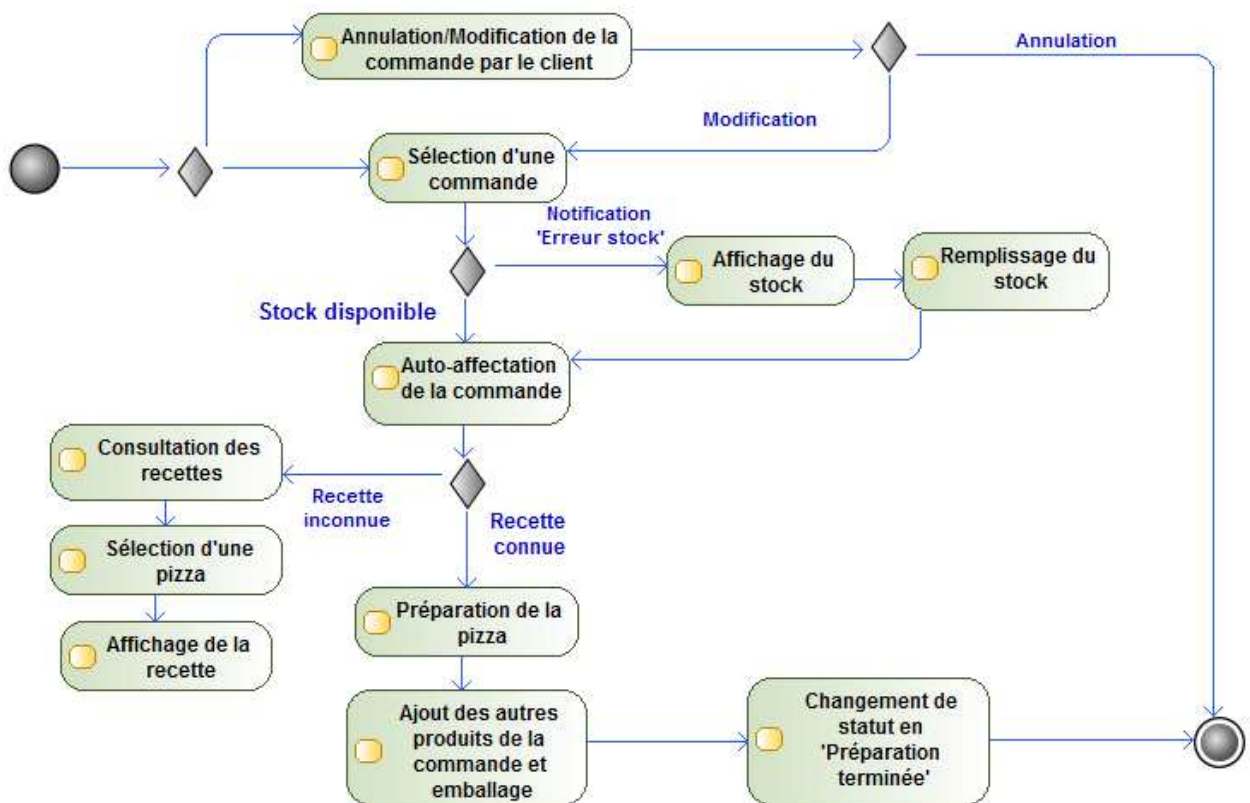 Annulation/Modification de la
commande par le client
Annulation
Modification
Sélection d'une
commande
Notification
'Erreur stock'
Affichage du
stock
Remplissage du
stock
Stock disponible
Auto-affectation
de la commande
Consultation des
recettes
Recette
inconnue
Recette
connue
Sélection d'une
pizza
Préparation de la
pizza
Affichage de la
recette
Ajout des autres
produits de la
commande et
emballage
Changement de
statut en
'Préparation
terminée'